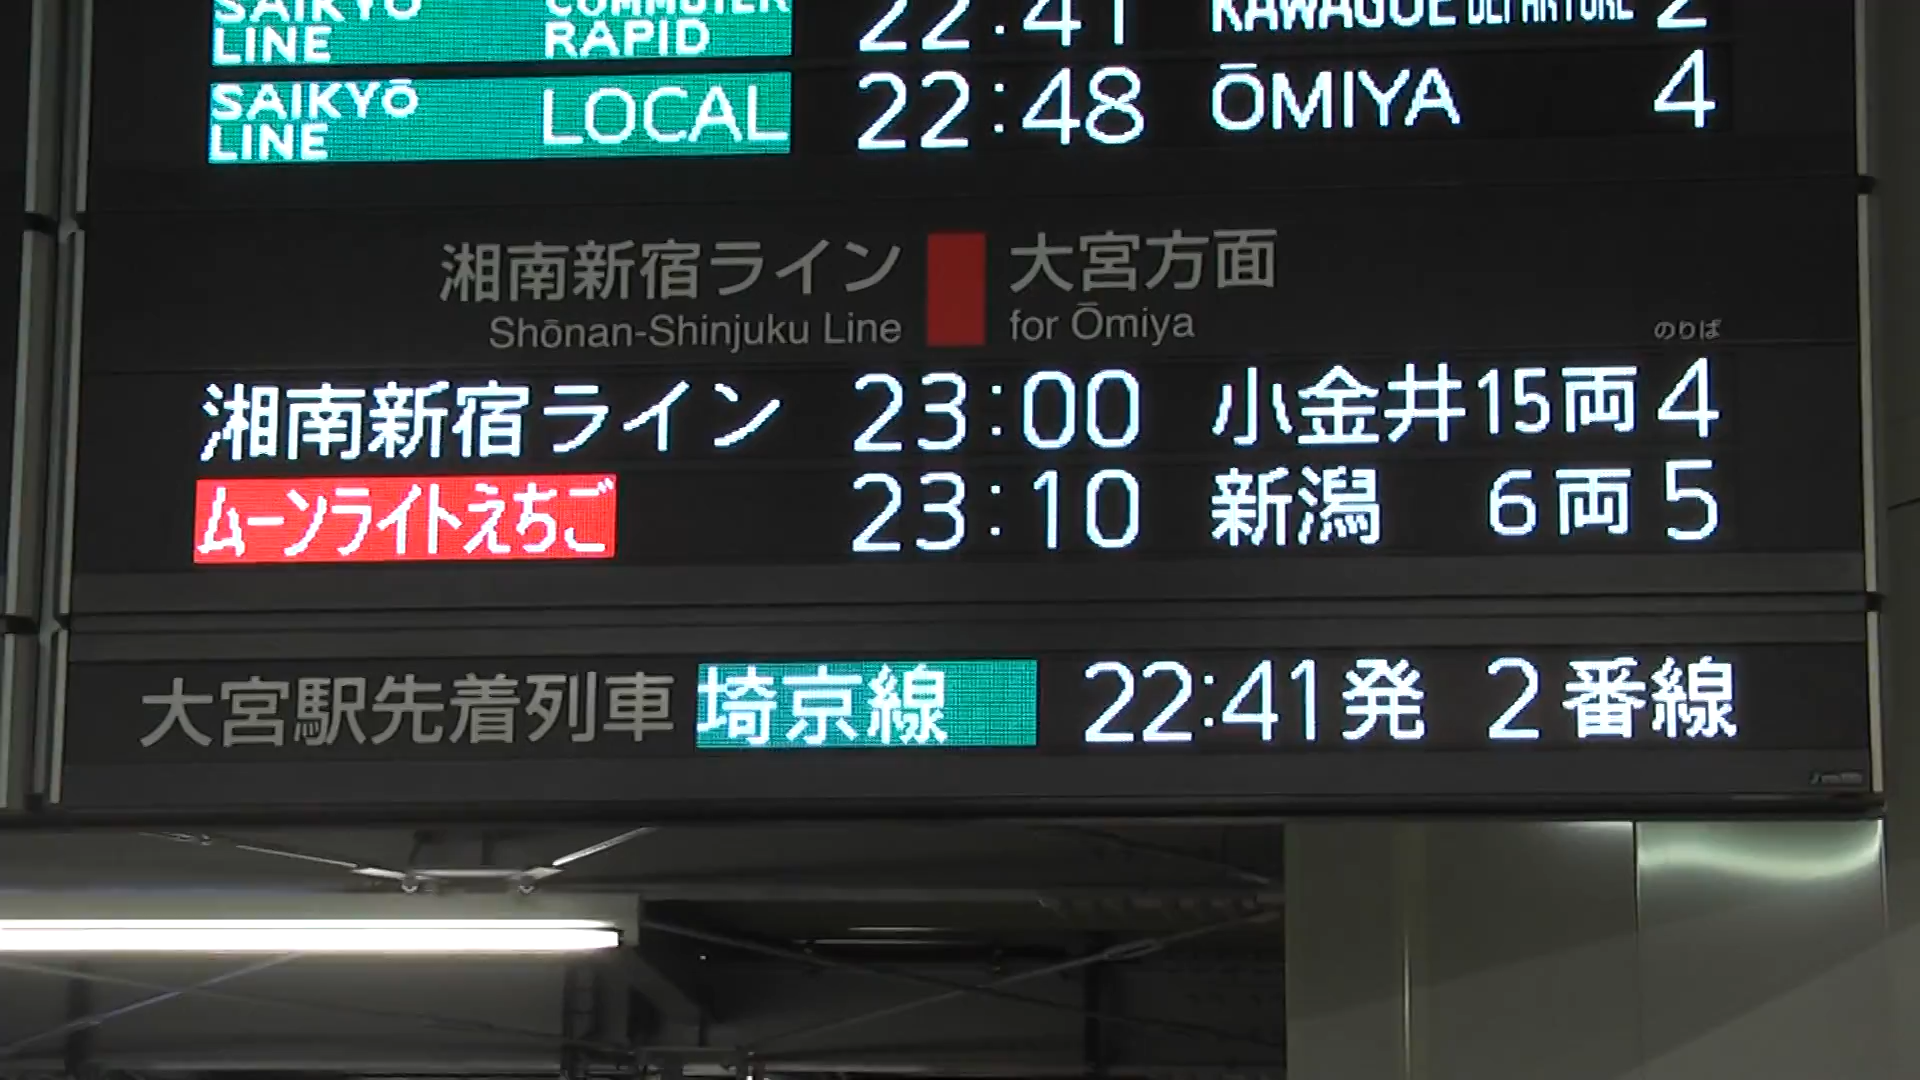 SAIKYŌ LINE COMMUTER RAPID 22:41 KAWAGOE DEPARTURE 2
SAIKYŌ LINE LOCAL 22:48 ŌMIYA 4
湘南新宿ライン 大宮方面
Shōnan-Shinjuku Line for Ōmiya
のりば
湘南新宿ライン 23:00 小金井 15両 4
ムーンライトえちご 23:10 新潟 6両 5
大宮駅先着列車 埼京線 22:41発 2番線